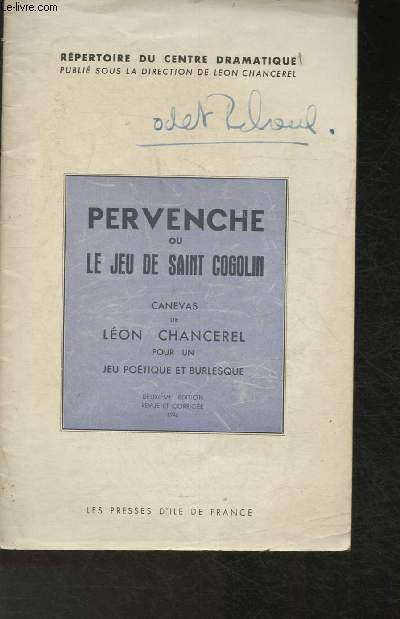 www.Le-livre.com
RÉPERTOIRE DU CENTRE DRAMATIQUE
PUBLIÉ SOUS LA DIRECTION DE LEON CHANCEREL
PERVENCHE
OU
LE JEU DE SAINT COGOLIN
CANEVAS
DE
LÉON CHANCEREL
POUR UN
JEU POÉTIQUE ET BURLESQUE
DEUXIÈME ÉDITION
REVUE ET CORRIGÉE
LES PRESSES D'ILE DE FRANCE